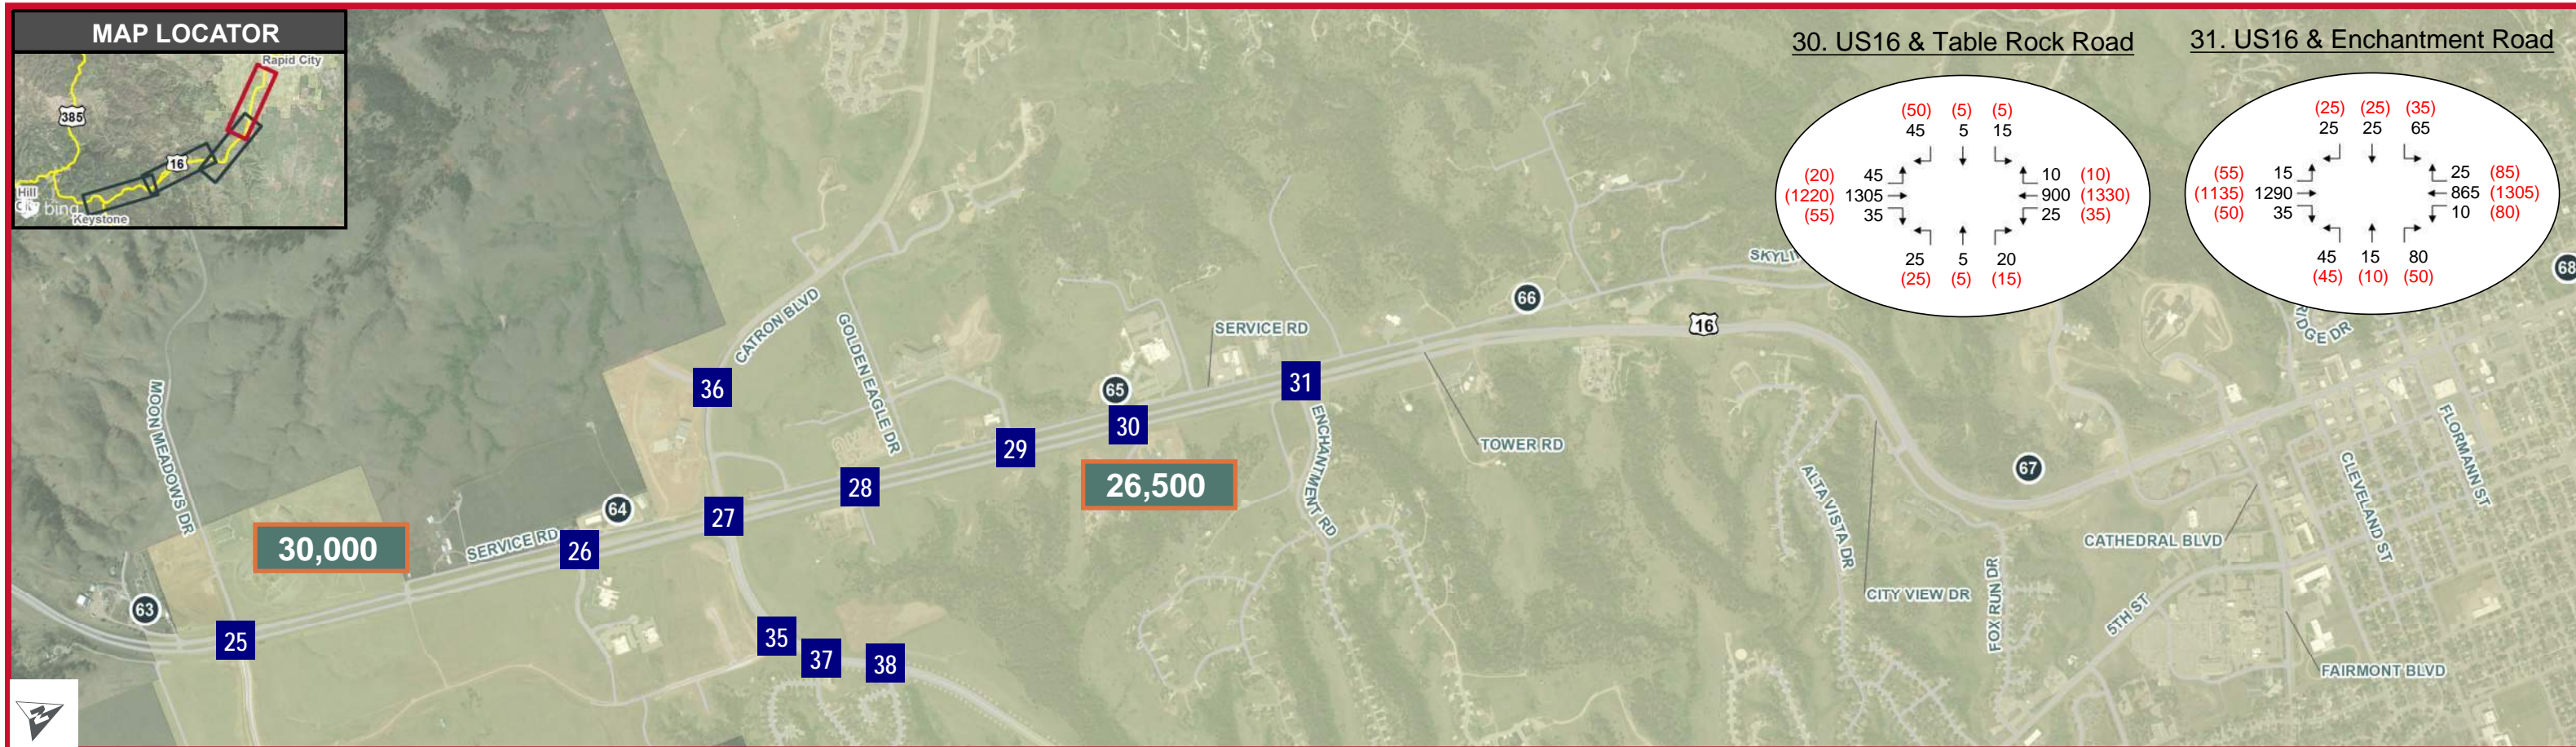 MAP LOCATOR
Rapid City
385
16
Hill
bing
Keystone
30. US16 & Table Rock Road
(50) (5) (5)
45 5 15
(20) 45
(1220) 1305
(55) 35
10 (10)
900 (1330)
25 (35)
25 5 20
(25) (5) (15)
31. US16 & Enchantment Road
(25) (25) (35)
25 25 65
(55) 15
(1135) 1290
(50) 35
25 (85)
865 (1305)
10 (80)
45 15 80
(45) (10) (50)
68
66
16
SERVICE RD
CATRON BLVD
GOLDEN EAGLE DR
36
65
31
30
29
28
27
26
25
64
63
67
MOON MEADOWS DR
30,000
SERVICE RD
26,500
ENCHANTMENT RD
TOWER RD
ALTA VISTA DR
CITY VIEW DR
FOX RUN DR
5TH ST
CATHEDRAL BLVD
CLEVELAND ST
FLORMANN ST
FAIRMONT BLVD
35
37
38